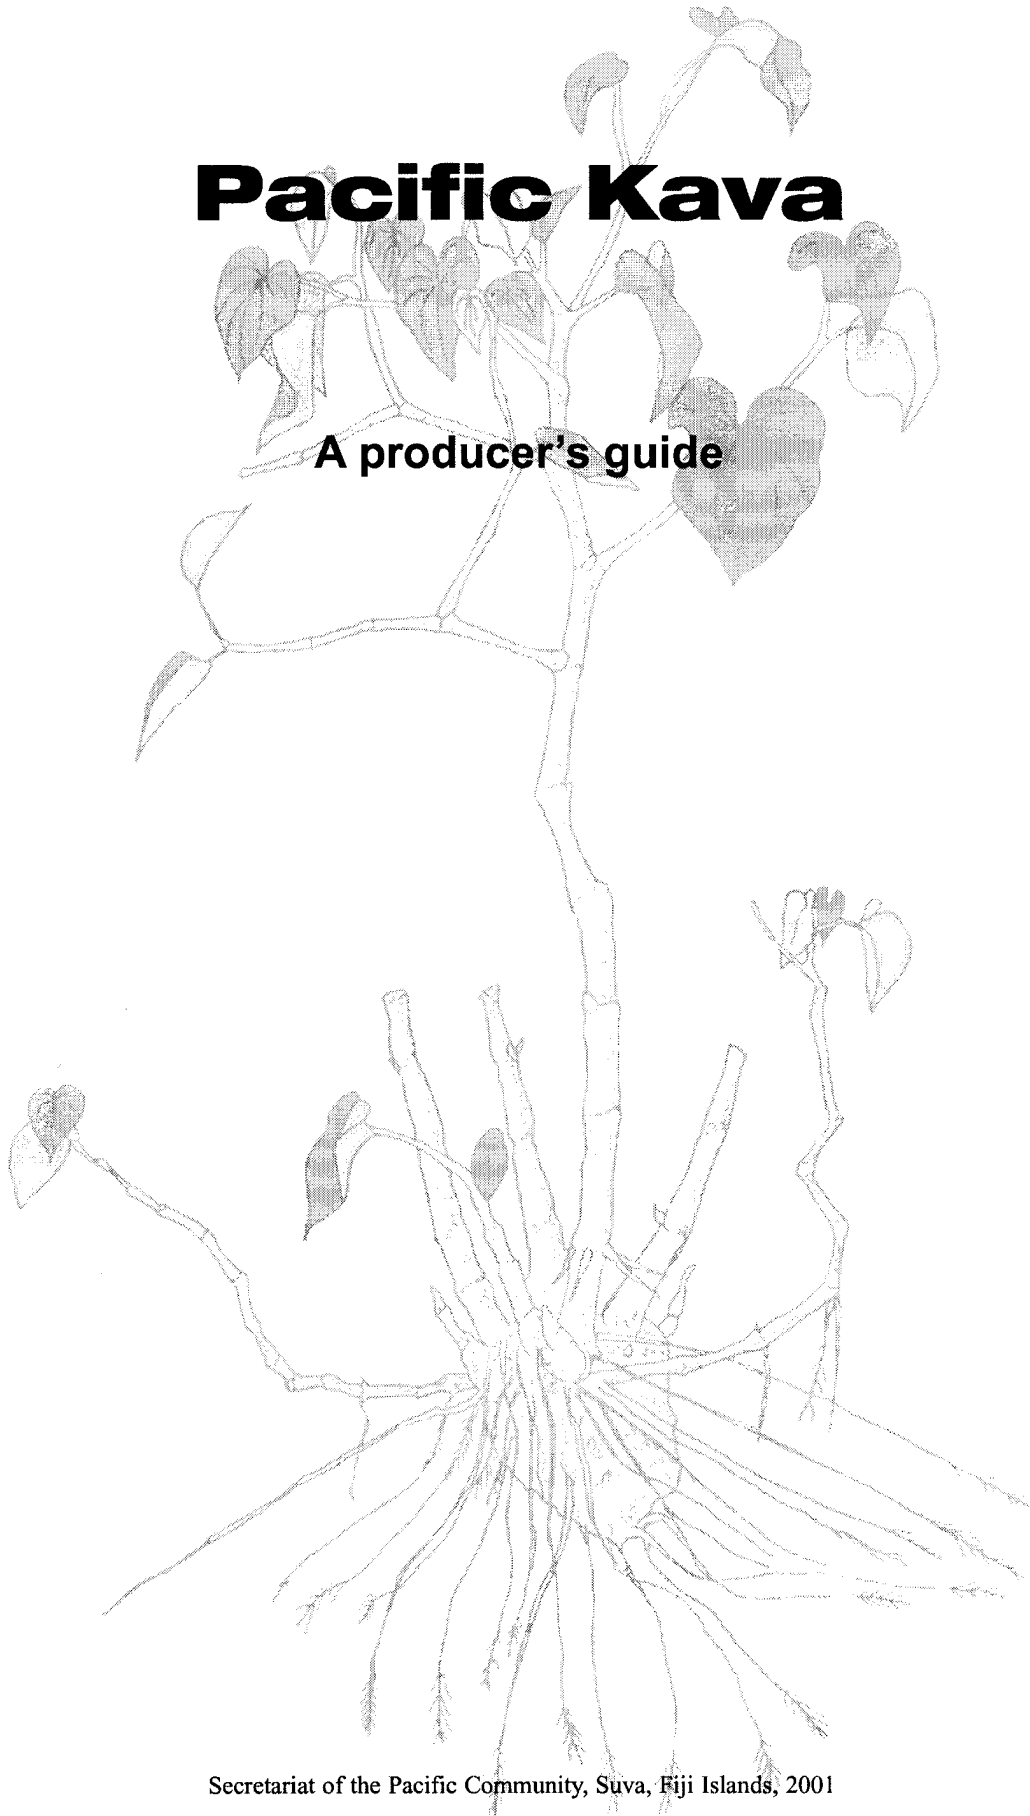 Pacific Kava
A producer's guide
Secretariat of the Pacific Community, Suva, Fiji Islands, 2001